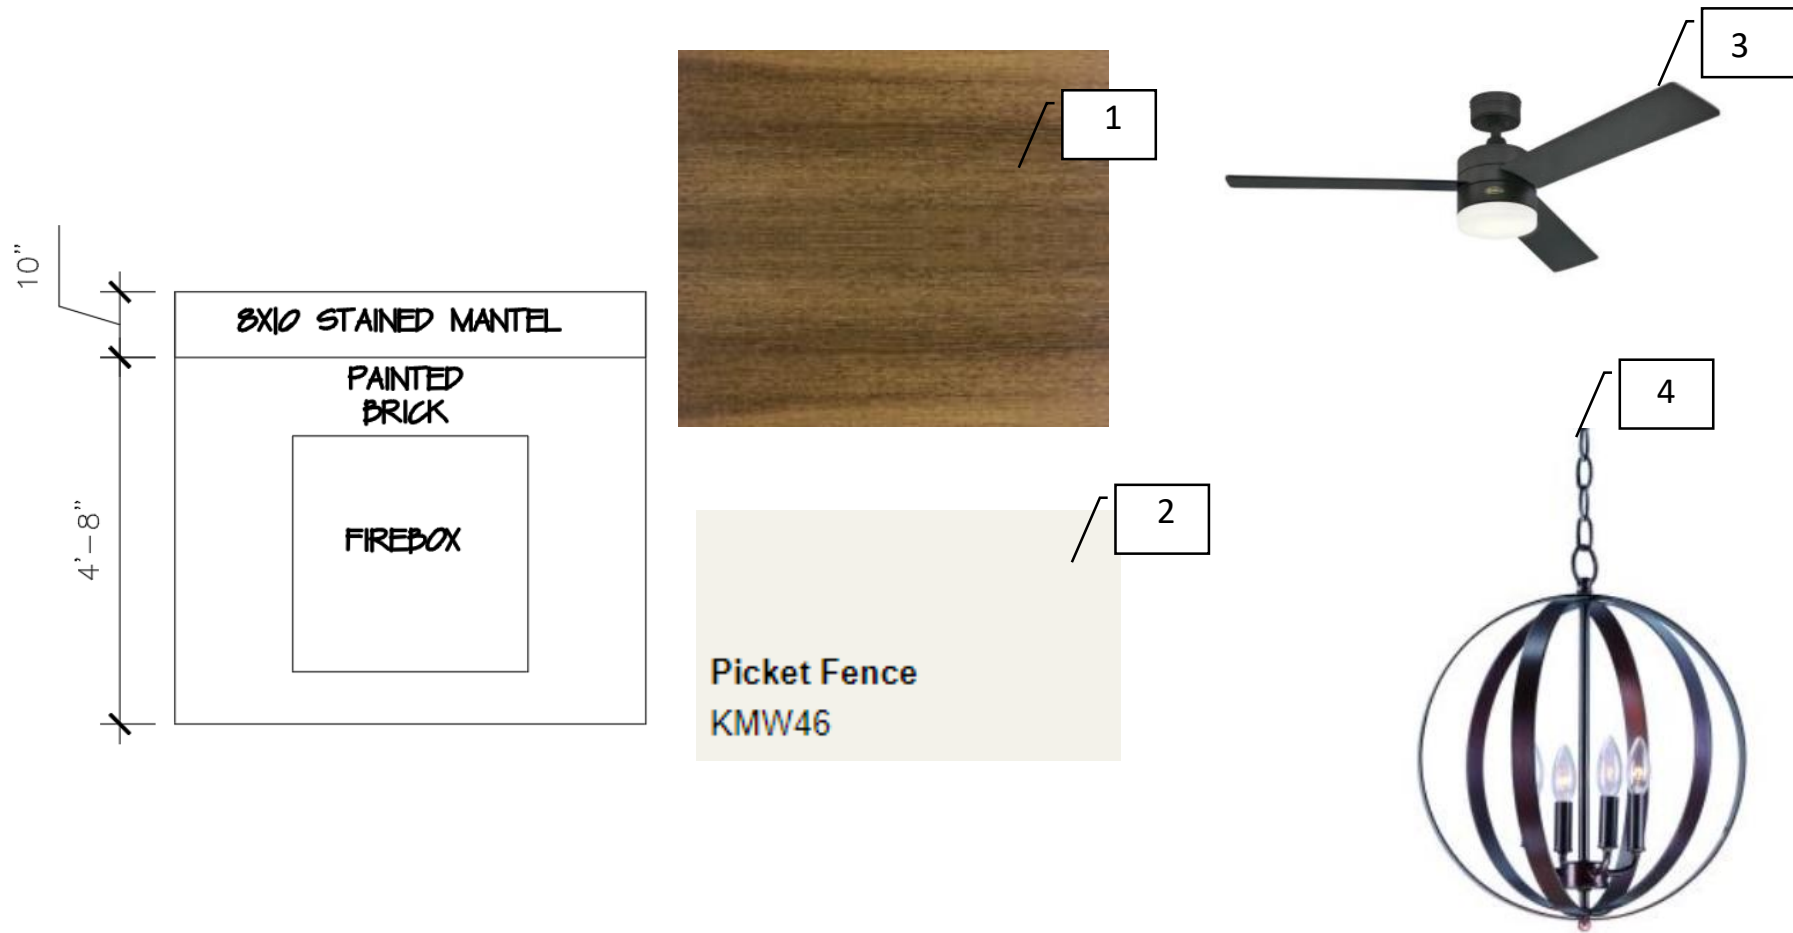 10"
8X10 STAINED MANTEL
PAINTED
BRICK
FIREBOX
4'-8"
1
2
Picket Fence
KMW46
3
4